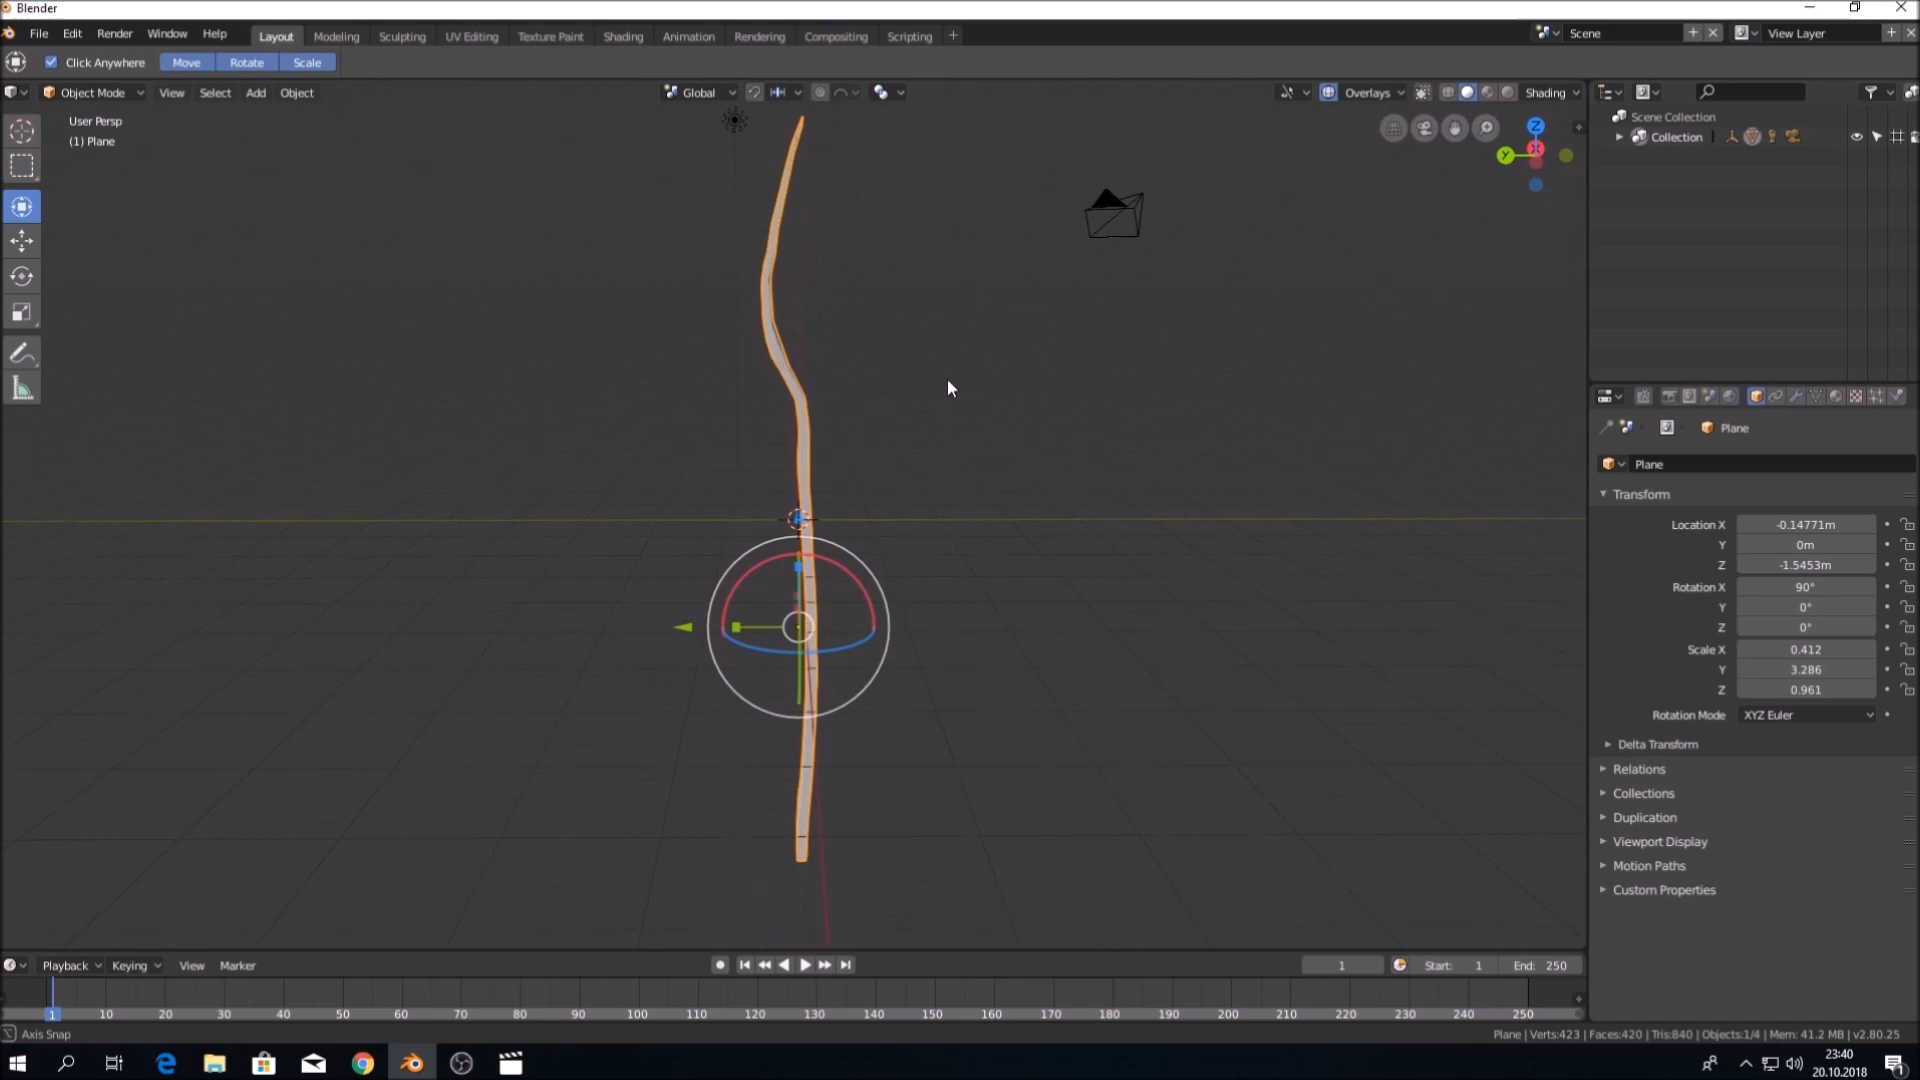 Blender
File Edit Render Window Help Layout Modeling Sculpting UV Editing Texture Paint Shading Animation Rendering Compositing Scripting + Scene View Layer
Click Anywhere Move Rotate Scale
Object Mode View Select Add Object Global Overlays Shading
User Persp
(1) Plane
Z
Y
X
Scene Collection
Collection
Plane
Plane
Transform
Location X -0.14771m
Y 0m
Z -1.5453m
Rotation X 90°
Y 0°
Z 0°
Scale X 0.412
Y 3.286
Z 0.961
Rotation Mode XYZ Euler
Delta Transform
Relations
Collections
Duplication
Viewport Display
Motion Paths
Custom Properties
Playback Keying View Marker 1 Start: 1 End: 250
1 10 20 30 40 50 60 70 80 90 100 110 120 130 140 150 160 170 180 190 200 210 220 230 240 250
Axis Snap Plane | Verts:423 | Faces:420 | Tris:840 | Objects:1/4 | Mem: 41.2 MB | v2.80.25
23:40
20.10.2018
1